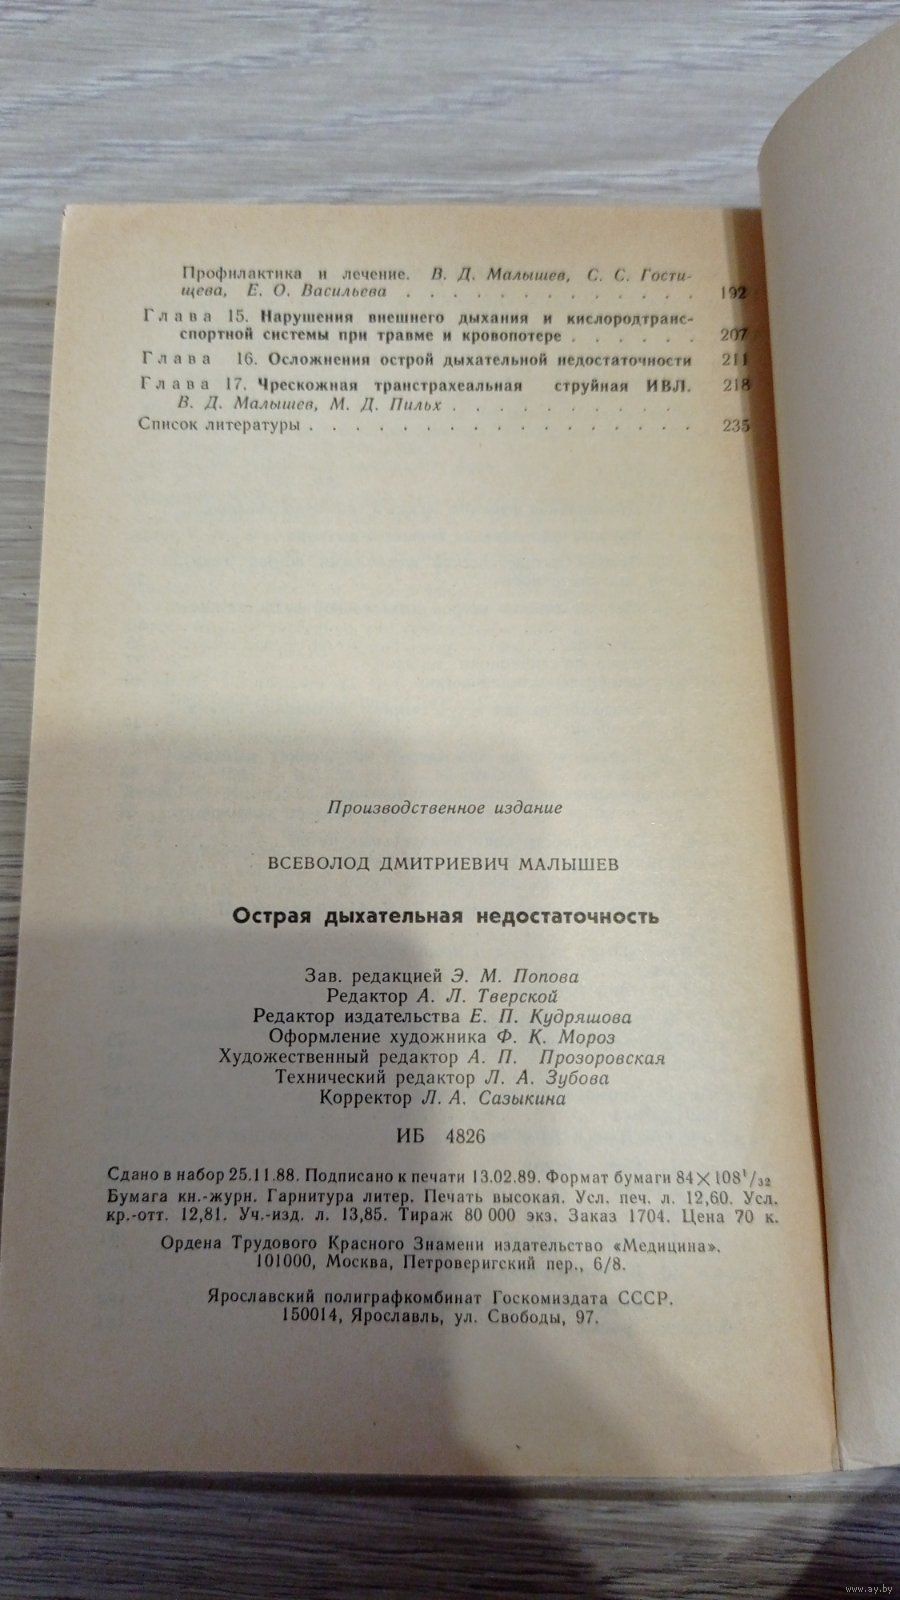 Профилактика и лечение. В. Д. Малышев, С. С. Гости-
щева, Е. О. Васильева . . . . . . . . . . . . . 192
Глава 15. Нарушения внешнего дыхания и кислородтранс-
спортной системы при травме и кровопотере . . . . . . 207
Глава 16. Осложнения острой дыхательной недостаточности 211
Глава 17. Чрескожная транстрахеальная струйная ИВЛ. 218
В. Д. Малышев, М. Д. Пильх . . . . . . . . . .
Список литературы . . . . . . . . . . . . . . . . . 235
Производственное издание
ВСЕВОЛОД ДМИТРИЕВИЧ МАЛЫШЕВ
Острая дыхательная недостаточность
Зав. редакцией Э. М. Попова
Редактор А. Л. Тверской
Редактор издательства Е. П. Кудряшова
Оформление художника Ф. К. Мороз
Художественный редактор А. П. Прозоровская
Технический редактор Л. А. Зубова
Корректор Л. А. Сазыкина
ИБ 4826
Сдано в набор 25.11.88. Подписано к печати 13.02.89. Формат бумаги 84×108¹/₃₂
Бумага кн.-журн. Гарнитура литер. Печать высокая. Усл. печ. л. 12,60. Усл.
кр.-отт. 12,81. Уч.-изд. л. 13,85. Тираж 80 000 экз. Заказ 1704. Цена 70 к.
Ордена Трудового Красного Знамени издательство «Медицина».
101000, Москва, Петроверигский пер., 6/8.
Ярославский полиграфкомбинат Госкомиздата СССР.
150014, Ярославль, ул. Свободы, 97.
www.ay.by